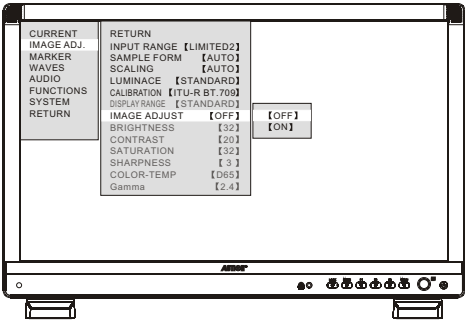 CURRENT
IMAGE ADJ.
MARKER
WAVES
AUDIO
FUNCTIONS
SYSTEM
RETURN
RETURN
INPUT RANGE【LIMITED2】
SAMPLE FORM 【AUTO】
SCALING 【AUTO】
LUMINACE 【STANDARD】
CALIBRATION 【ITU-R BT.709】
DISPLAY RANGE 【STANDARD】
IMAGE ADJUST 【OFF】
BRIGHTNESS 【32】
CONTRAST 【20】
SATURATION 【32】
SHARPNESS 【 3 】
COLOR-TEMP 【D65】
Gamma 【2.4】
【OFF】
【ON】